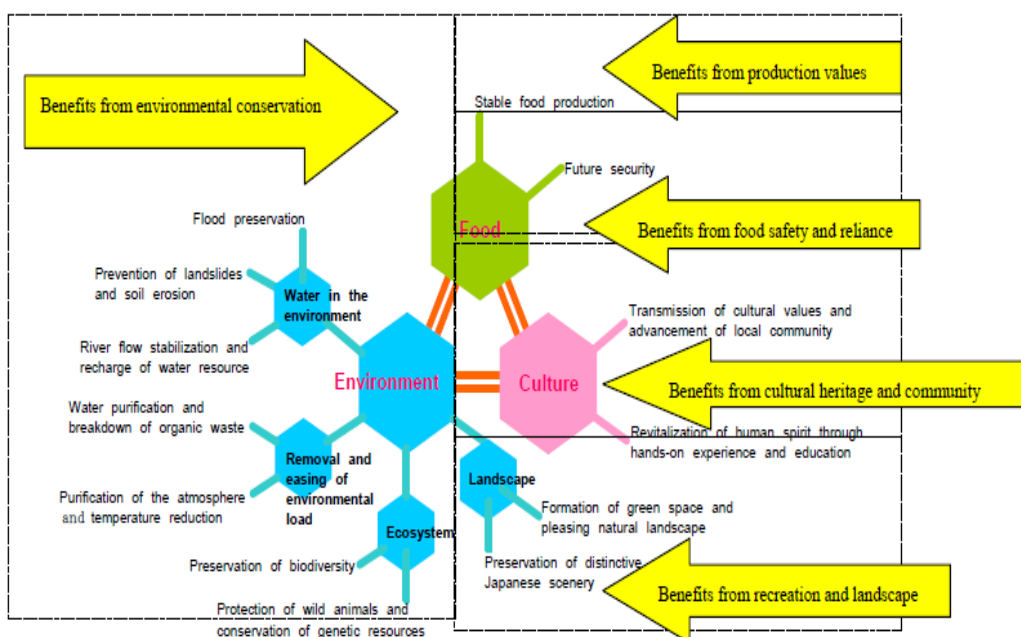 Benefits from environmental conservation
Benefits from production values
Stable food production
Future security
Food
Benefits from food safety and reliance
Flood preservation
Prevention of landslides
and soil erosion
Water in the
environment
River flow stabilization and
recharge of water resource
Transmission of cultural values and
advancement of local community
Environment
Culture
Benefits from cultural heritage and community
Water purification and
breakdown of organic waste
Revitalization of human spirit through
hands-on experience and education
Removal and
easing of environmental
load
Landscape
Purification of the atmosphere
and temperature reduction
Formation of green space and
pleasing natural landscape
Ecosystem
Preservation of biodiversity
Preservation of distinctive
Japanese scenery
Benefits from recreation and landscape
Protection of wild animals and
conservation of genetic resources